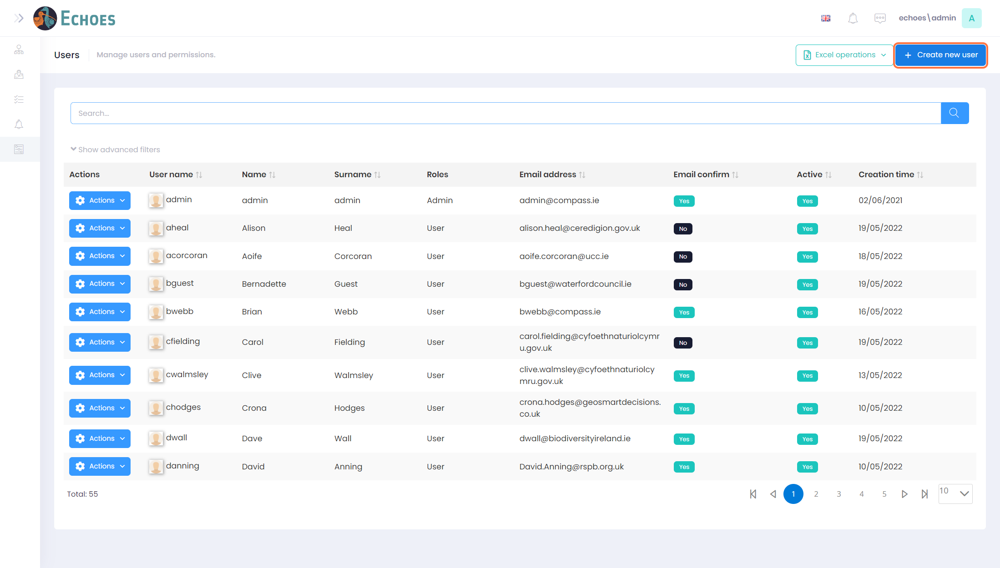 ECHOES
echoes\admin
A
Users
Manage users and permissions.
Excel operations
+ Create new user
Search...
Show advanced filters
Actions User name Name Surname Roles Email address Email confirm Active Creation time
Actions admin admin admin Admin admin@compass.ie Yes Yes 02/06/2021
Actions aheal Alison Heal User alison.heal@ceredigion.gov.uk No Yes 19/05/2022
Actions acorcoran Aoife Corcoran User aoife.corcoran@ucc.ie No Yes 18/05/2022
Actions bguest Bernadette Guest User bguest@waterfordcouncil.ie No Yes 19/05/2022
Actions bwebb Brian Webb User bwebb@compass.ie Yes Yes 16/05/2022
Actions cfielding Carol Fielding User carol.fielding@cyfoethnaturiolcymr
u.gov.uk No Yes 19/05/2022
Actions cwalmsley Clive Walmsley User clive.walmsley@cyfoethnaturiolcy
mru.gov.uk Yes Yes 13/05/2022
Actions chodges Crona Hodges User crona.hodges@geosmartdecisions.
co.uk Yes Yes 10/05/2022
Actions dwall Dave Wall User dwall@biodiversityireland.ie Yes Yes 19/05/2022
Actions danning David Anning User David.Anning@rspb.org.uk Yes Yes 10/05/2022
Total: 55
1 2 3 4 5 10